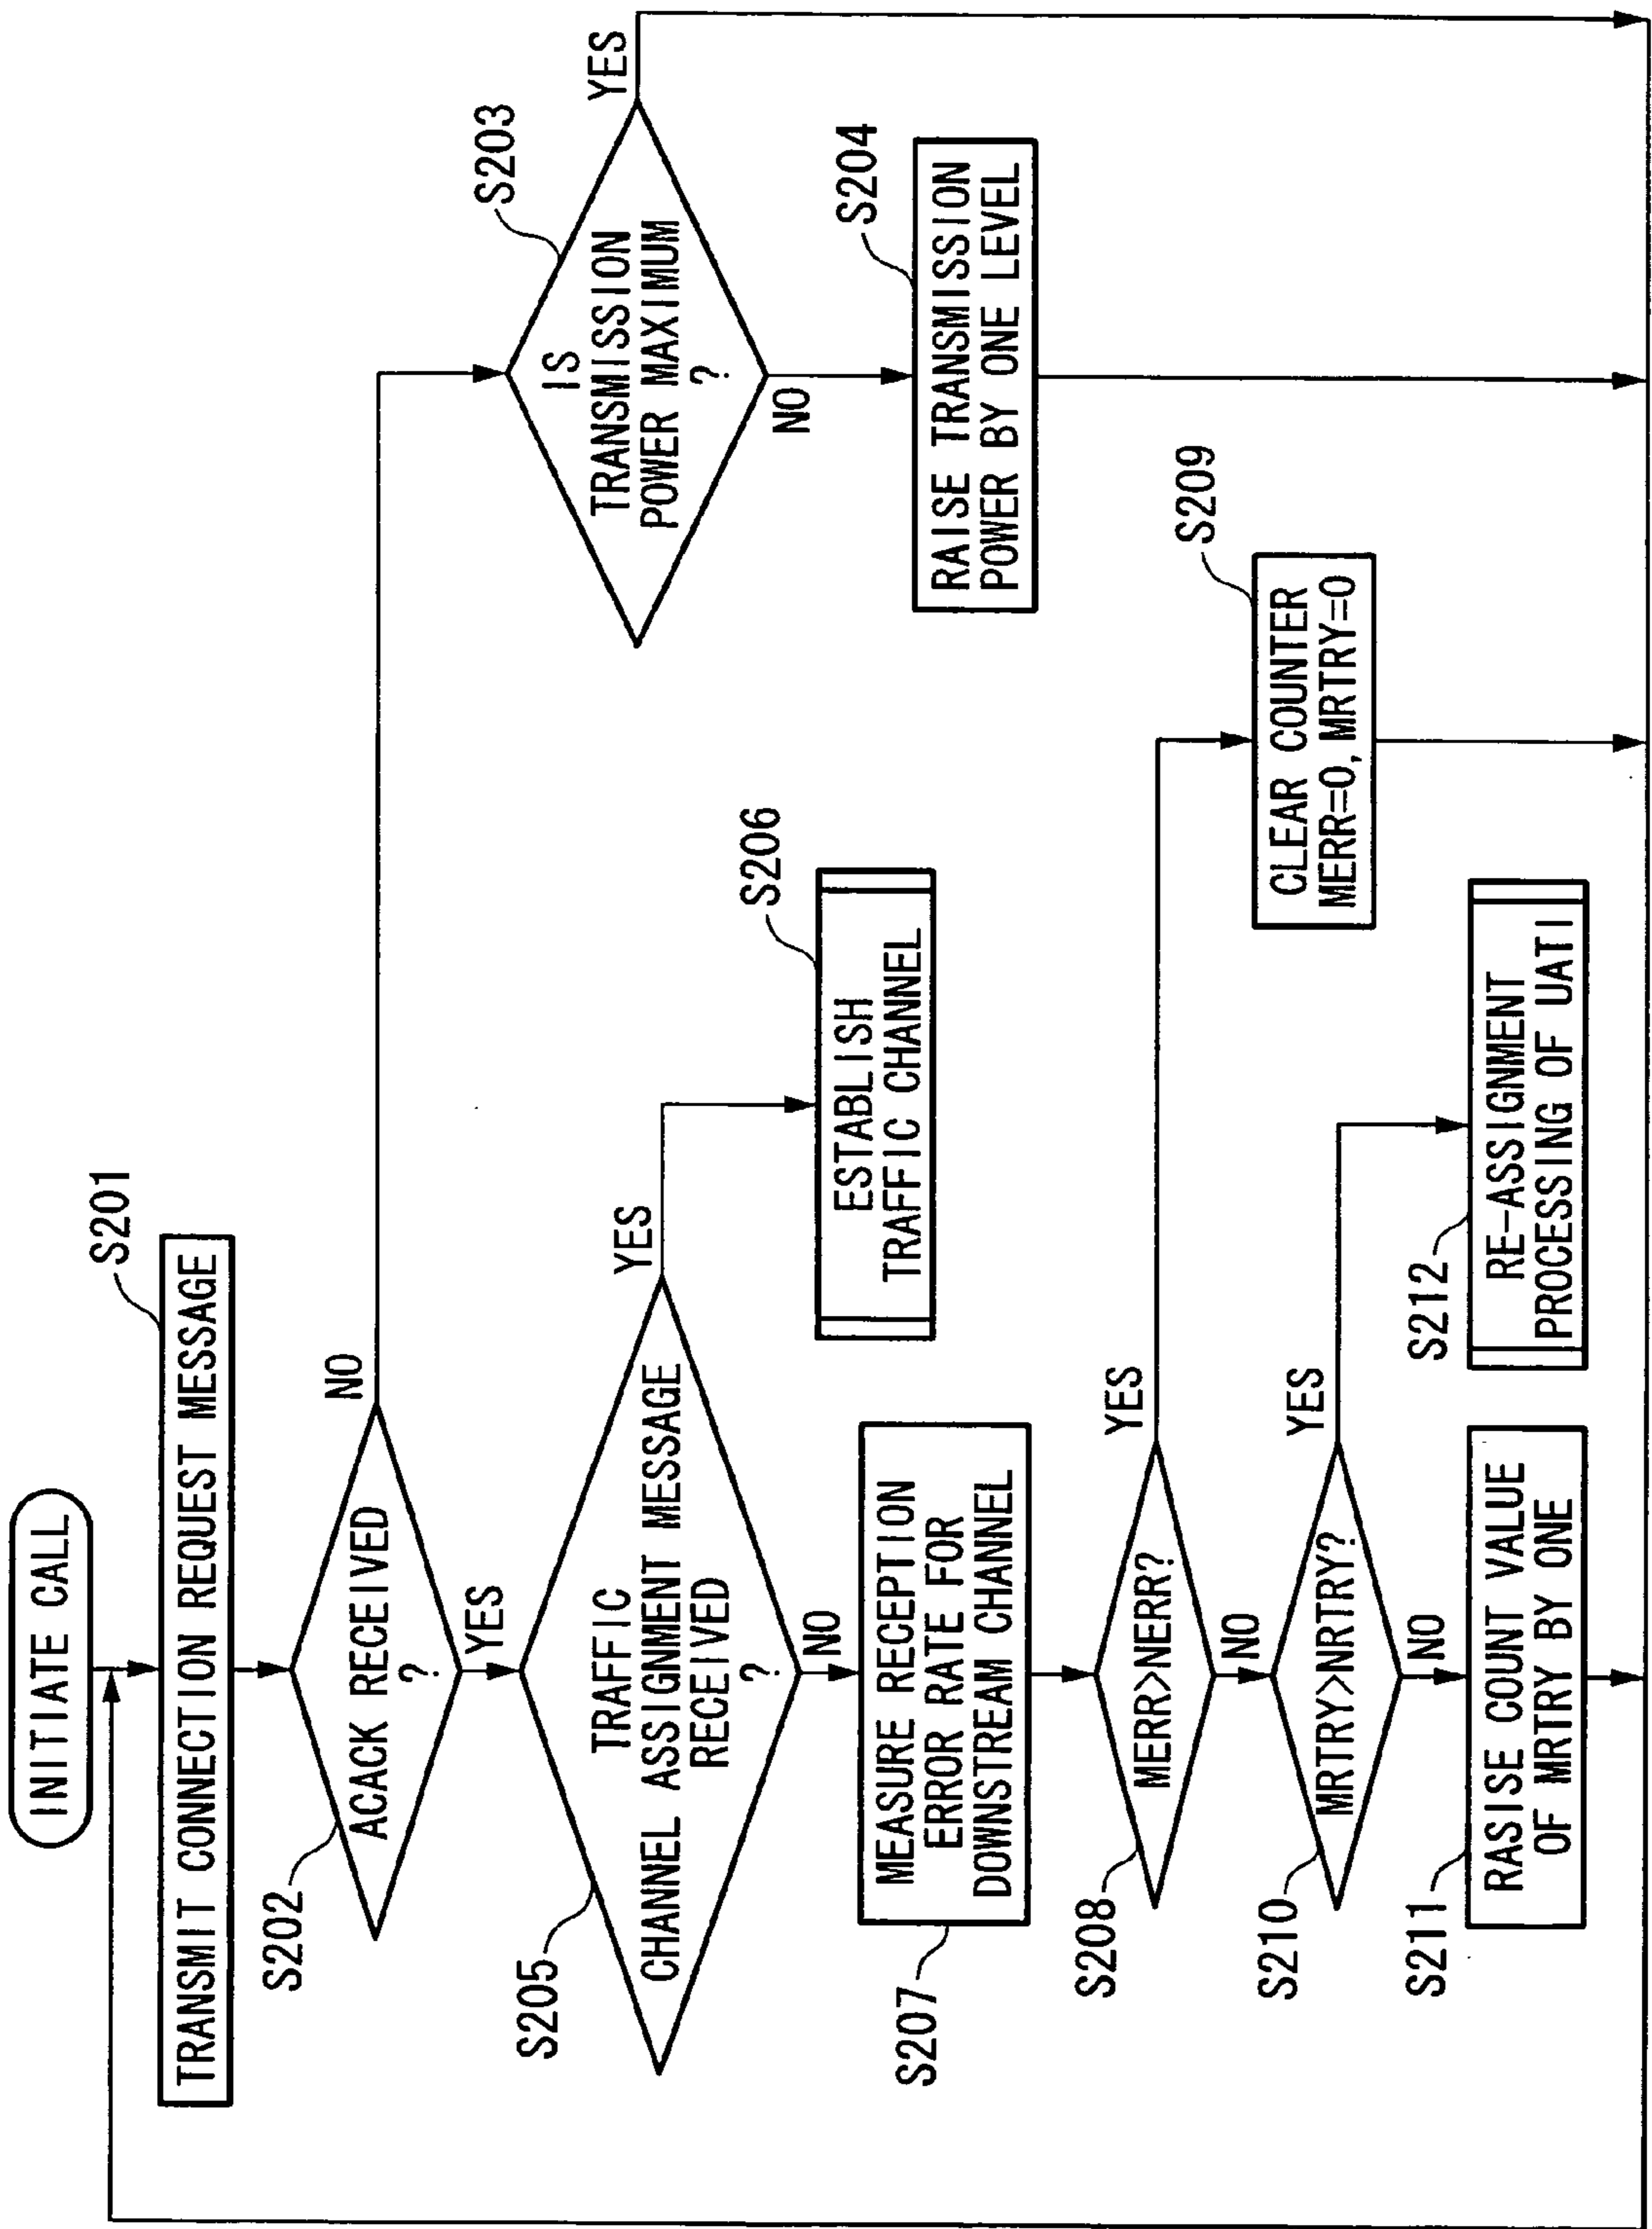 INITIATE CALL
S201
TRANSMIT CONNECTION REQUEST MESSAGE
S202
ACACK RECEIVED
?
NO
YES
S203
IS
TRANSMISSION
POWER MAXIMUM
?
YES
NO
S204
RAISE TRANSMISSION
POWER BY ONE LEVEL
S205
TRAFFIC
CHANNEL ASSIGNMENT MESSAGE
RECEIVED
?
YES
NO
S206
ESTABLISH
TRAFFIC CHANNEL
S207
MEASURE RECEPTION
ERROR RATE FOR
DOWNSTREAM CHANNEL
S208
MERR>NERR?
YES
NO
S209
CLEAR COUNTER
MERR=0, MRTRY=0
S210
MRTRY>NRTRY?
YES
NO
S211
RASISE COUNT VALUE
OF MRTRY BY ONE
S212
RE-ASSIGNMENT
PROCESSING OF UATI